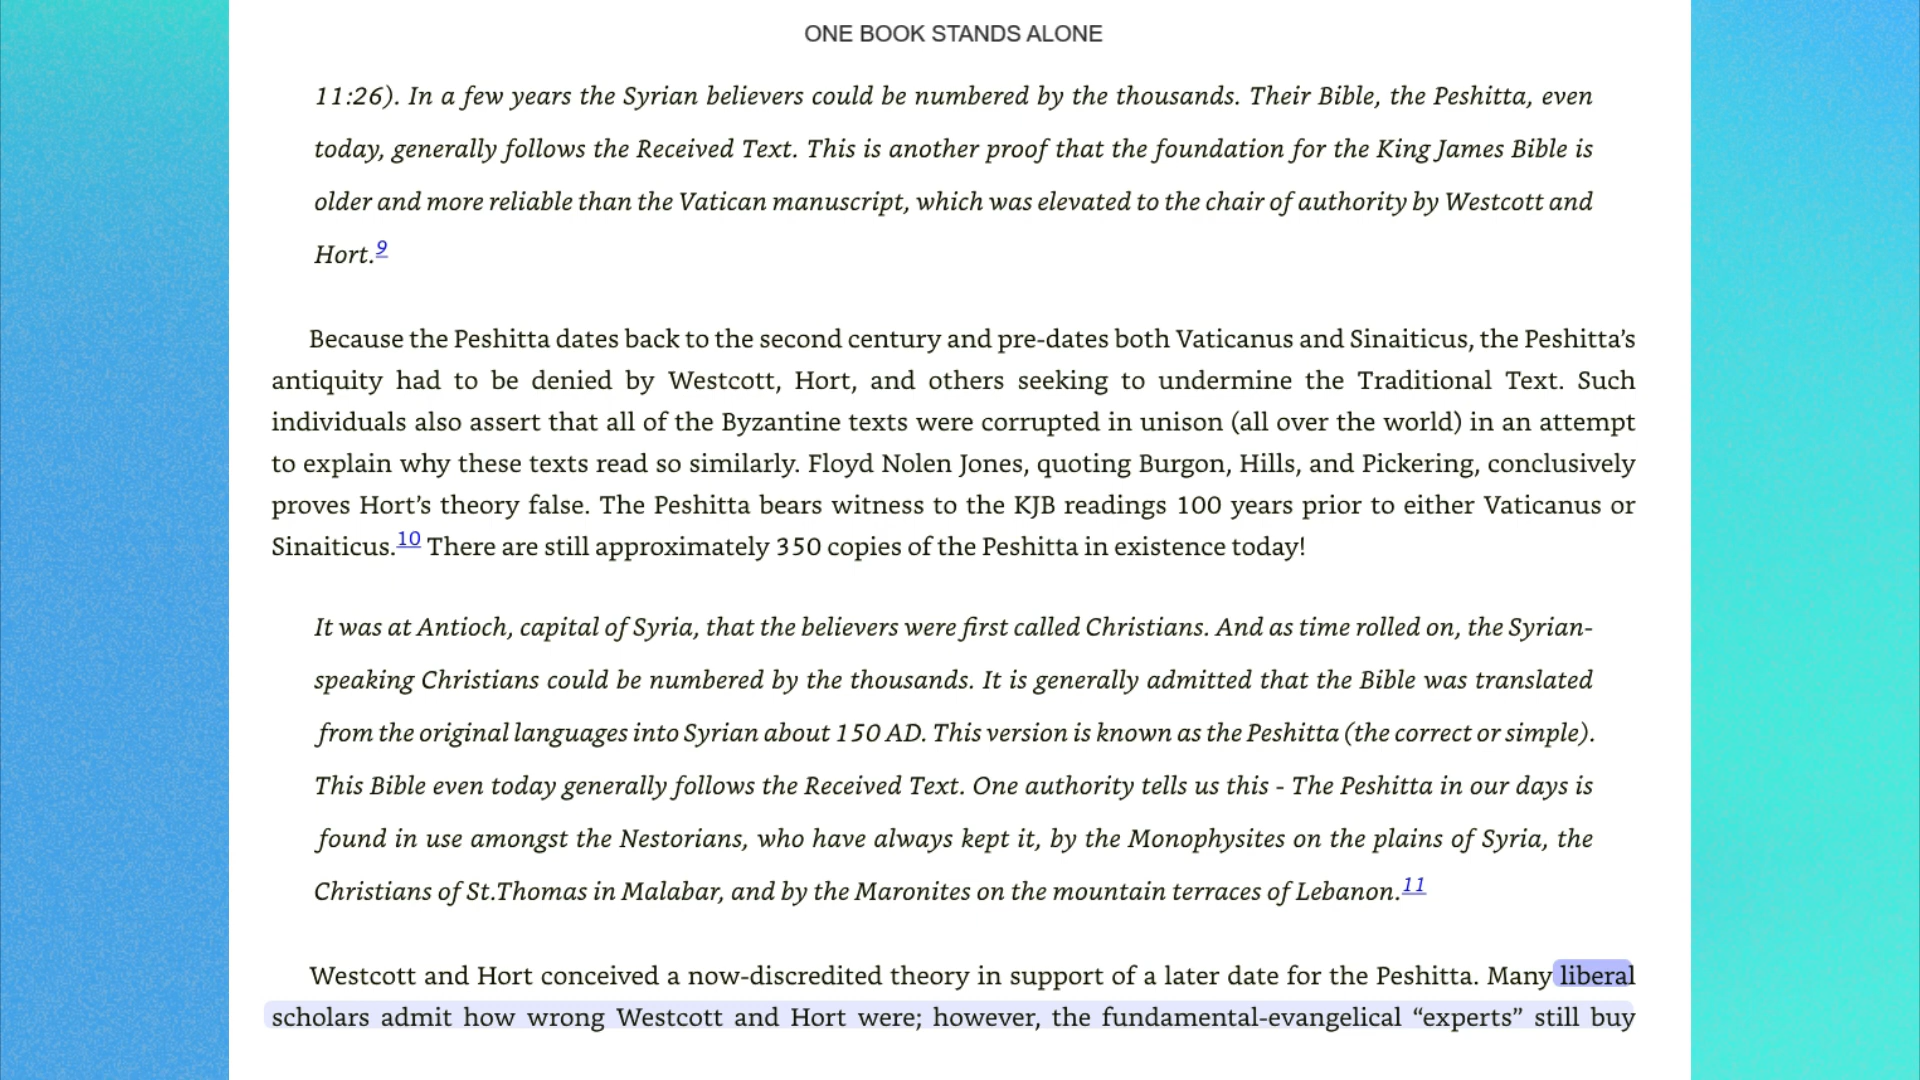 ONE BOOK STANDS ALONE
11:26). In a few years the Syrian believers could be numbered by the thousands. Their Bible, the Peshitta, even
today, generally follows the Received Text. This is another proof that the foundation for the King James Bible is
older and more reliable than the Vatican manuscript, which was elevated to the chair of authority by Westcott and
Hort.9
Because the Peshitta dates back to the second century and pre-dates both Vaticanus and Sinaiticus, the Peshitta’s
antiquity had to be denied by Westcott, Hort, and others seeking to undermine the Traditional Text. Such
individuals also assert that all of the Byzantine texts were corrupted in unison (all over the world) in an attempt
to explain why these texts read so similarly. Floyd Nolen Jones, quoting Burgon, Hills, and Pickering, conclusively
proves Hort’s theory false. The Peshitta bears witness to the KJB readings 100 years prior to either Vaticanus or
Sinaiticus.10 There are still approximately 350 copies of the Peshitta in existence today!
It was at Antioch, capital of Syria, that the believers were first called Christians. And as time rolled on, the Syrian-
speaking Christians could be numbered by the thousands. It is generally admitted that the Bible was translated
from the original languages into Syrian about 150 AD. This version is known as the Peshitta (the correct or simple).
This Bible even today generally follows the Received Text. One authority tells us this - The Peshitta in our days is
found in use amongst the Nestorians, who have always kept it, by the Monophysites on the plains of Syria, the
Christians of St.Thomas in Malabar, and by the Maronites on the mountain terraces of Lebanon.11
Westcott and Hort conceived a now-discredited theory in support of a later date for the Peshitta. Many liberal
scholars admit how wrong Westcott and Hort were; however, the fundamental-evangelical “experts” still buy